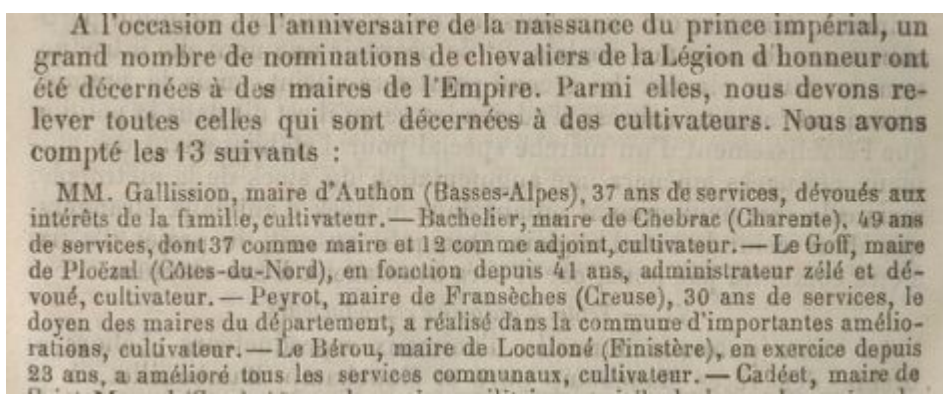 A l'occasion de l'anniversaire de la naissance du prince impérial, un
grand nombre de nominations de chevaliers de la Légion d'honneur ont
été décernées à des maires de l'Empire. Parmi elles, nous devons re-
lever toutes celles qui sont décernées à des cultivateurs. Nous avons
compté les 13 suivants :
MM. Gallission, maire d'Authon (Basses-Alpes), 37 ans de services, dévoués aux
intérêts de la famille, cultivateur. — Bachelier, maire de Chebrac (Charente), 49 ans
de services, dont 37 comme maire et 12 comme adjoint, cultivateur. — Le Goff, maire
de Ploëzal (Côtes-du-Nord), en fonction depuis 41 ans, administrateur zélé et dé-
voué, cultivateur. — Peyrot, maire de Fransèches (Creuse), 30 ans de services, le
doyen des maires du département, a réalisé dans la commune d'importantes amélio-
rations, cultivateur. — Le Bérou, maire de Loculoné (Finistère), en exercice depuis
23 ans, a amélioré tous les services communaux, cultivateur. — Cadéet, maire de